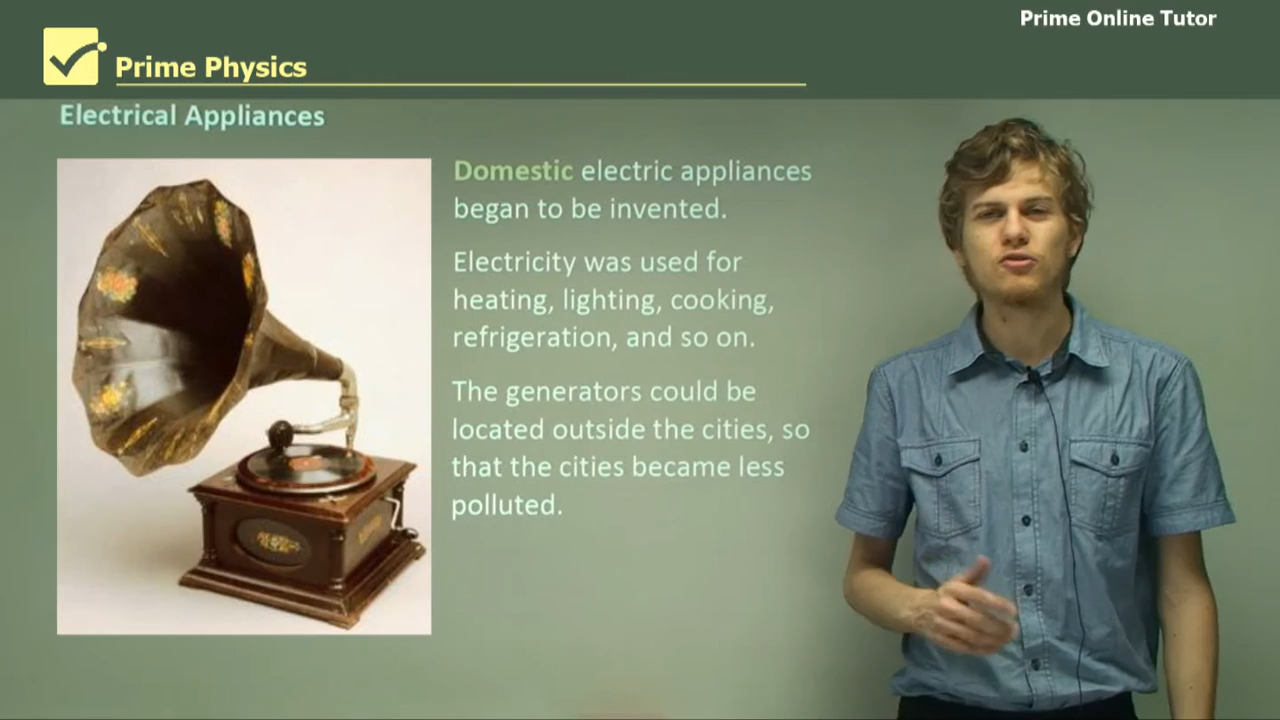 Prime Online Tutor
Prime Physics
Electrical Appliances
Domestic electric appliances
began to be invented.
Electricity was used for
heating, lighting, cooking,
refrigeration, and so on.
The generators could be
located outside the cities, so
that the cities became less
polluted.